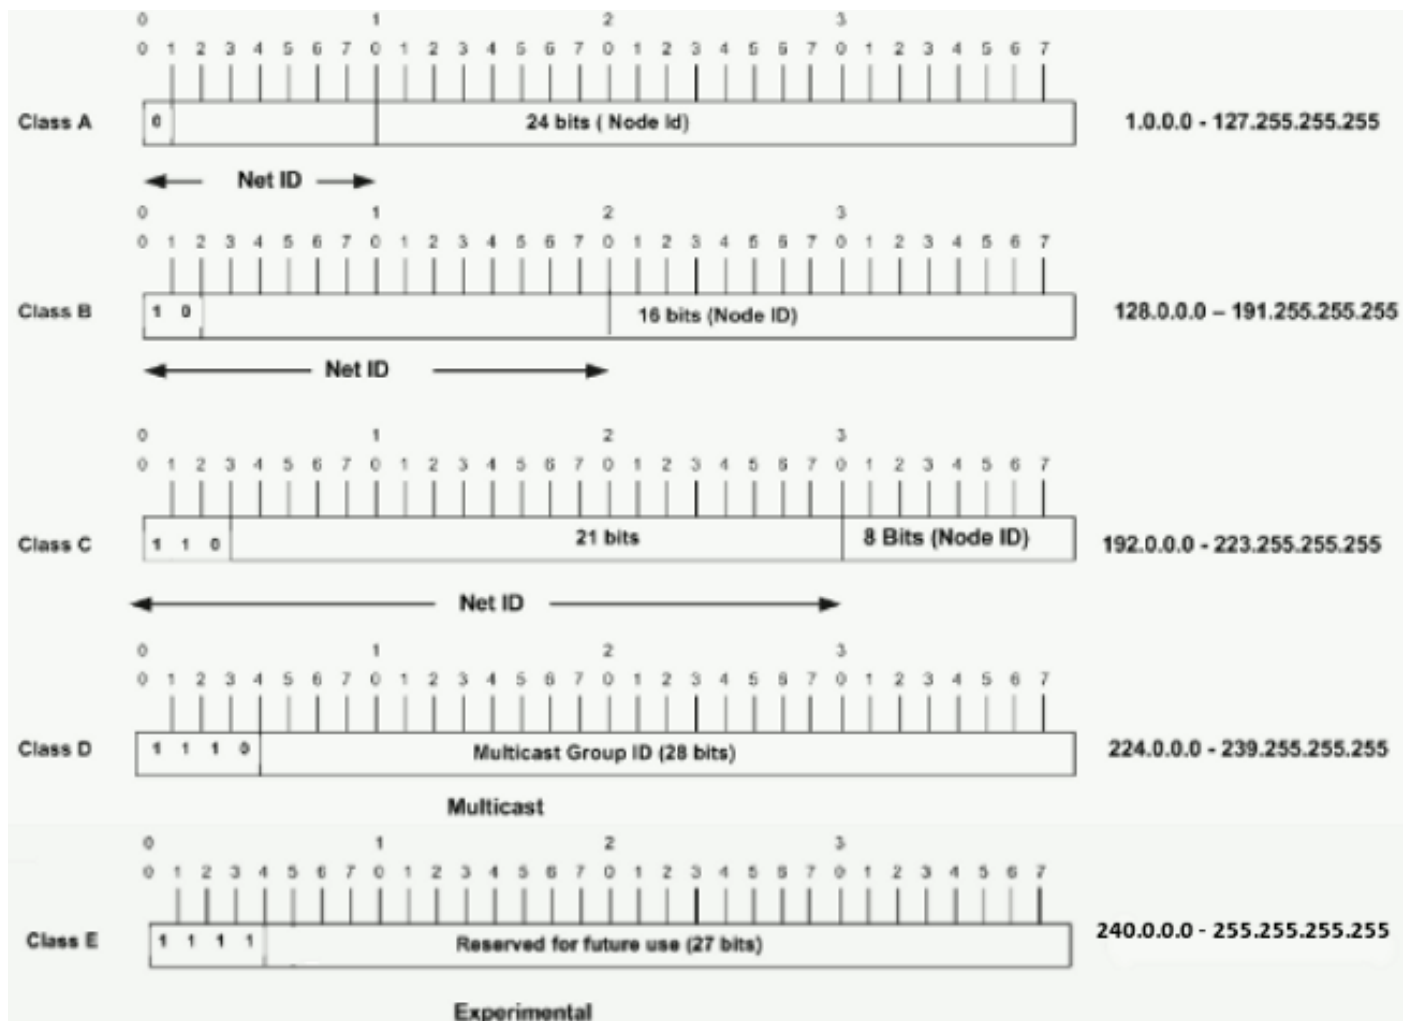 0 1 2 3
0 1 2 3 4 5 6 7 0 1 2 3 4 5 6 7 0 1 2 3 4 5 6 7 0 1 2 3 4 5 6 7
Class A 0 24 bits ( Node Id) 1.0.0.0 - 127.255.255.255
Net ID
0 1 2 3
0 1 2 3 4 5 6 7 0 1 2 3 4 5 6 7 0 1 2 3 4 5 6 7 0 1 2 3 4 5 6 7
Class B 1 0 16 bits (Node ID) 128.0.0.0 – 191.255.255.255
Net ID
0 1 2 3
0 1 2 3 4 5 6 7 0 1 2 3 4 5 6 7 0 1 2 3 4 5 6 7 0 1 2 3 4 5 6 7
Class C 1 1 0 21 bits 8 Bits (Node ID) 192.0.0.0 - 223.255.255.255
Net ID
0 1 2 3
0 1 2 3 4 5 6 7 0 1 2 3 4 5 6 7 0 1 2 3 4 5 6 7 0 1 2 3 4 5 6 7
Class D 1 1 1 0 Multicast Group ID (28 bits) 224.0.0.0 - 239.255.255.255
Multicast
0 1 2 3
0 1 2 3 4 5 6 7 0 1 2 3 4 5 6 7 0 1 2 3 4 5 6 7 0 1 2 3 4 5 6 7
Class E 1 1 1 1 Reserved for future use (27 bits) 240.0.0.0 - 255.255.255.255
Experimental